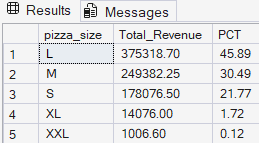 Results Messages
pizza_size Total_Revenue PCT
1 L 375318.70 45.89
2 M 249382.25 30.49
3 S 178076.50 21.77
4 XL 14076.00 1.72
5 XXL 1006.60 0.12